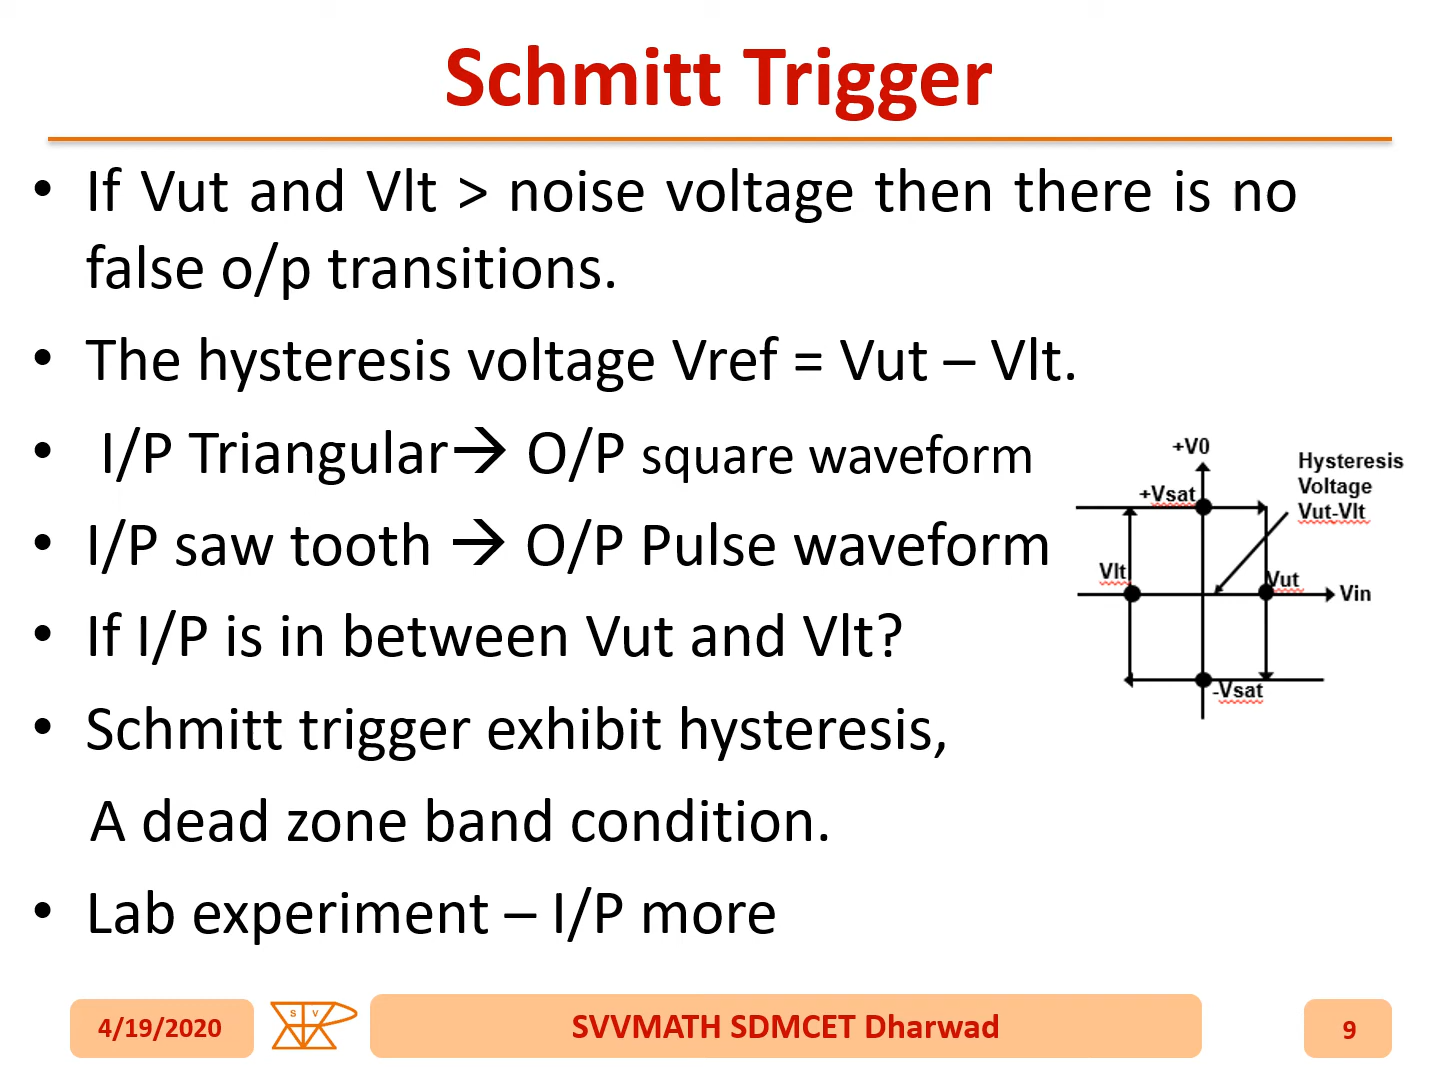 Schmitt Trigger
• If Vut and Vlt > noise voltage then there is no
false o/p transitions.
• The hysteresis voltage Vref = Vut – Vlt.
• I/P Triangular→ O/P square waveform
• I/P saw tooth → O/P Pulse waveform
• If I/P is in between Vut and Vlt?
• Schmitt trigger exhibit hysteresis,
A dead zone band condition.
• Lab experiment – I/P more
+V0
Hysteresis
Voltage
Vut-Vlt
+Vsat
Vlt
Vut
Vin
-Vsat
4/19/2020
S V
SVVMATH SDMCET Dharwad
9